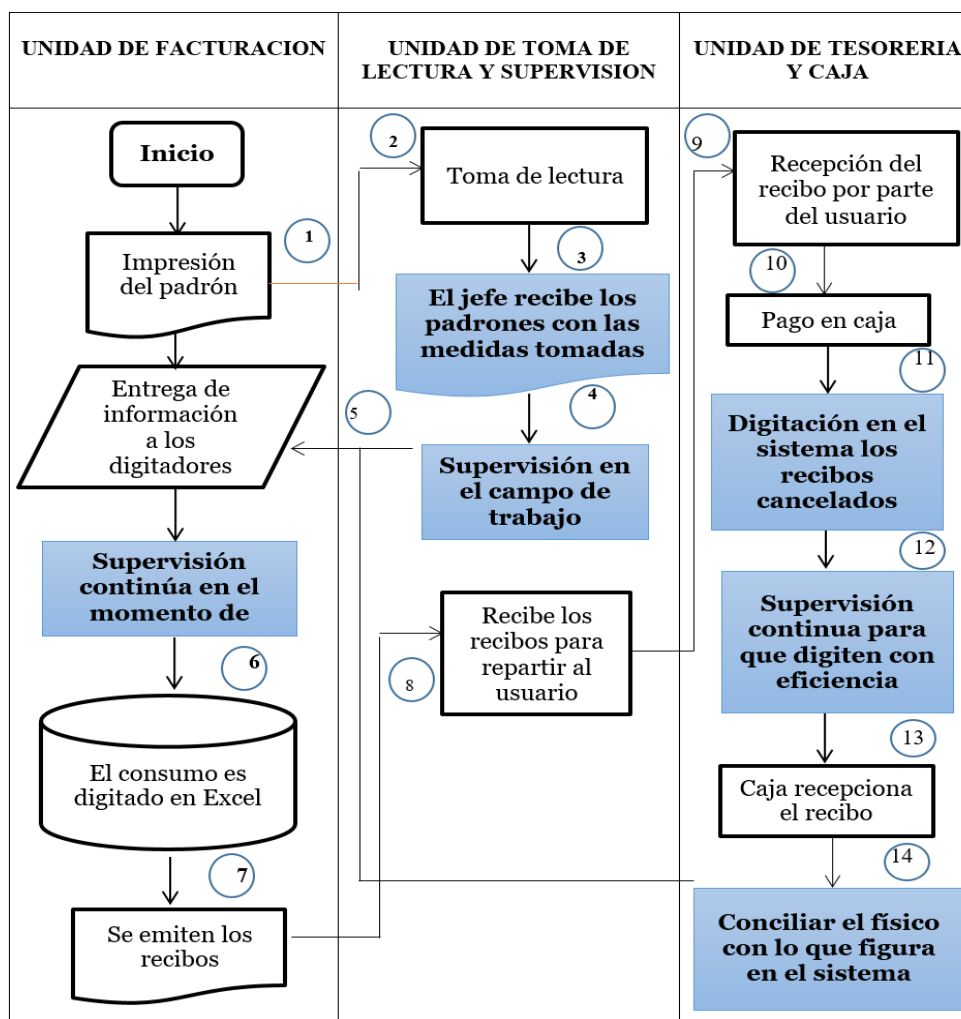 UNIDAD DE FACTURACION
UNIDAD DE TOMA DE
LECTURA Y SUPERVISION
UNIDAD DE TESORERIA
Y CAJA
Inicio
1
Impresión
del padrón
Entrega de
información
a los
digitadores
Supervisión
continúa en el
momento de
6
El consumo es
digitado en Excel
7
Se emiten los
recibos
2
Toma de lectura
3
El jefe recibe los
padrones con las
medidas tomadas
4
5
Supervisión en
el campo de
trabajo
Recibe los
recibos para
repartir al
usuario
8
9
Recepción del
recibo por parte
del usuario
10
Pago en caja
11
Digitación en el
sistema los
recibos
cancelados
12
Supervisión
continua para
que digiten con
eficiencia
13
Caja recepciona
el recibo
14
Conciliar el físico
con lo que figura
en el sistema